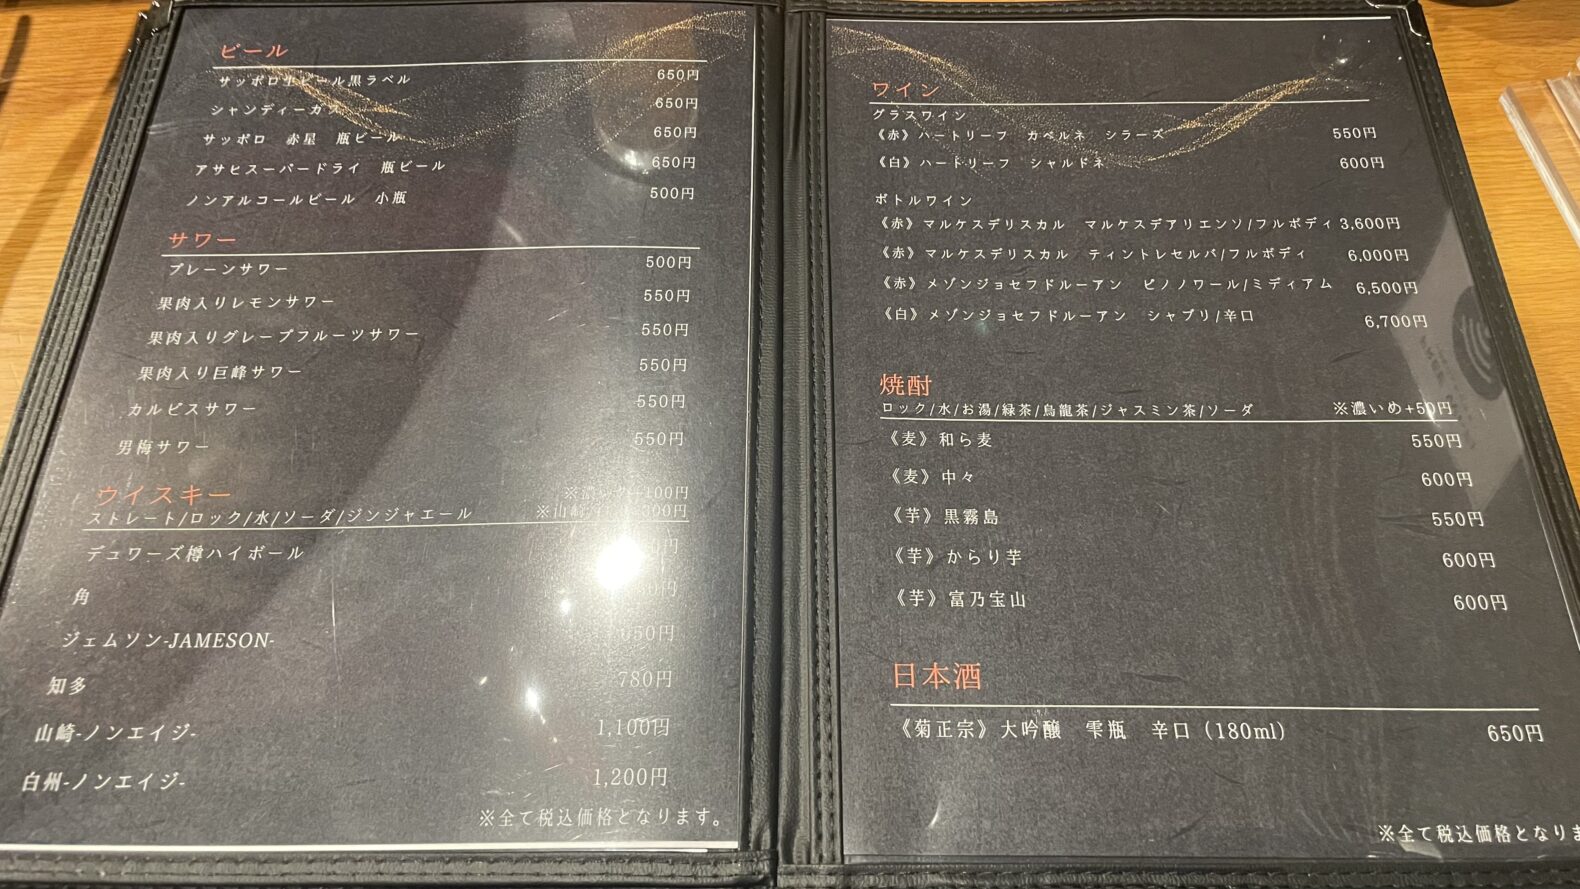 ビール
サッポロ生ビール黒ラベル 650円
シャンディーガス 650円
サッポロ 赤星 瓶ビール 650円
アサヒスーパードライ 瓶ビール 650円
ノンアルコールビール 小瓶 500円
サワー
プレーンサワー 500円
果肉入りレモンサワー 550円
果肉入りグレープフルーツサワー 550円
果肉入り巨峰サワー 550円
カルピスサワー 550円
男梅サワー 550円
ウイスキー
ストレート/ロック/水/ソーダ/ジンジャエール
デュワーズ樽ハイボール
角
ジェムソン-JAMESON- 650円
知多 780円
山崎-ノンエイジ- 1,100円
白州-ノンエイジ- 1,200円
※全て税込価格となります。
ワイン
グラスワイン
《赤》ハートリーフ カベルネ シラーズ 550円
《白》ハートリーフ シャルドネ 600円
ボトルワイン
《赤》マルケスデリスカル マルケスデアリエンソ/フルボディ 3,600円
《赤》マルケスデリスカル ティントレセルバ/フルボディ 6,000円
《赤》メゾンジョセフドルーアン ピノノワール/ミディアム 6,500円
《白》メゾンジョセフドルーアン シャブリ/辛口 6,700円
焼酎
ロック/水/お湯/緑茶/烏龍茶/ジャスミン茶/ソーダ ※濃いめ+50円
《麦》和ら麦 550円
《麦》中々 600円
《芋》黒霧島 550円
《芋》からり芋 600円
《芋》富乃宝山 600円
日本酒
《菊正宗》大吟醸 雫瓶 辛口（180ml） 650円
※全て税込価格となりま